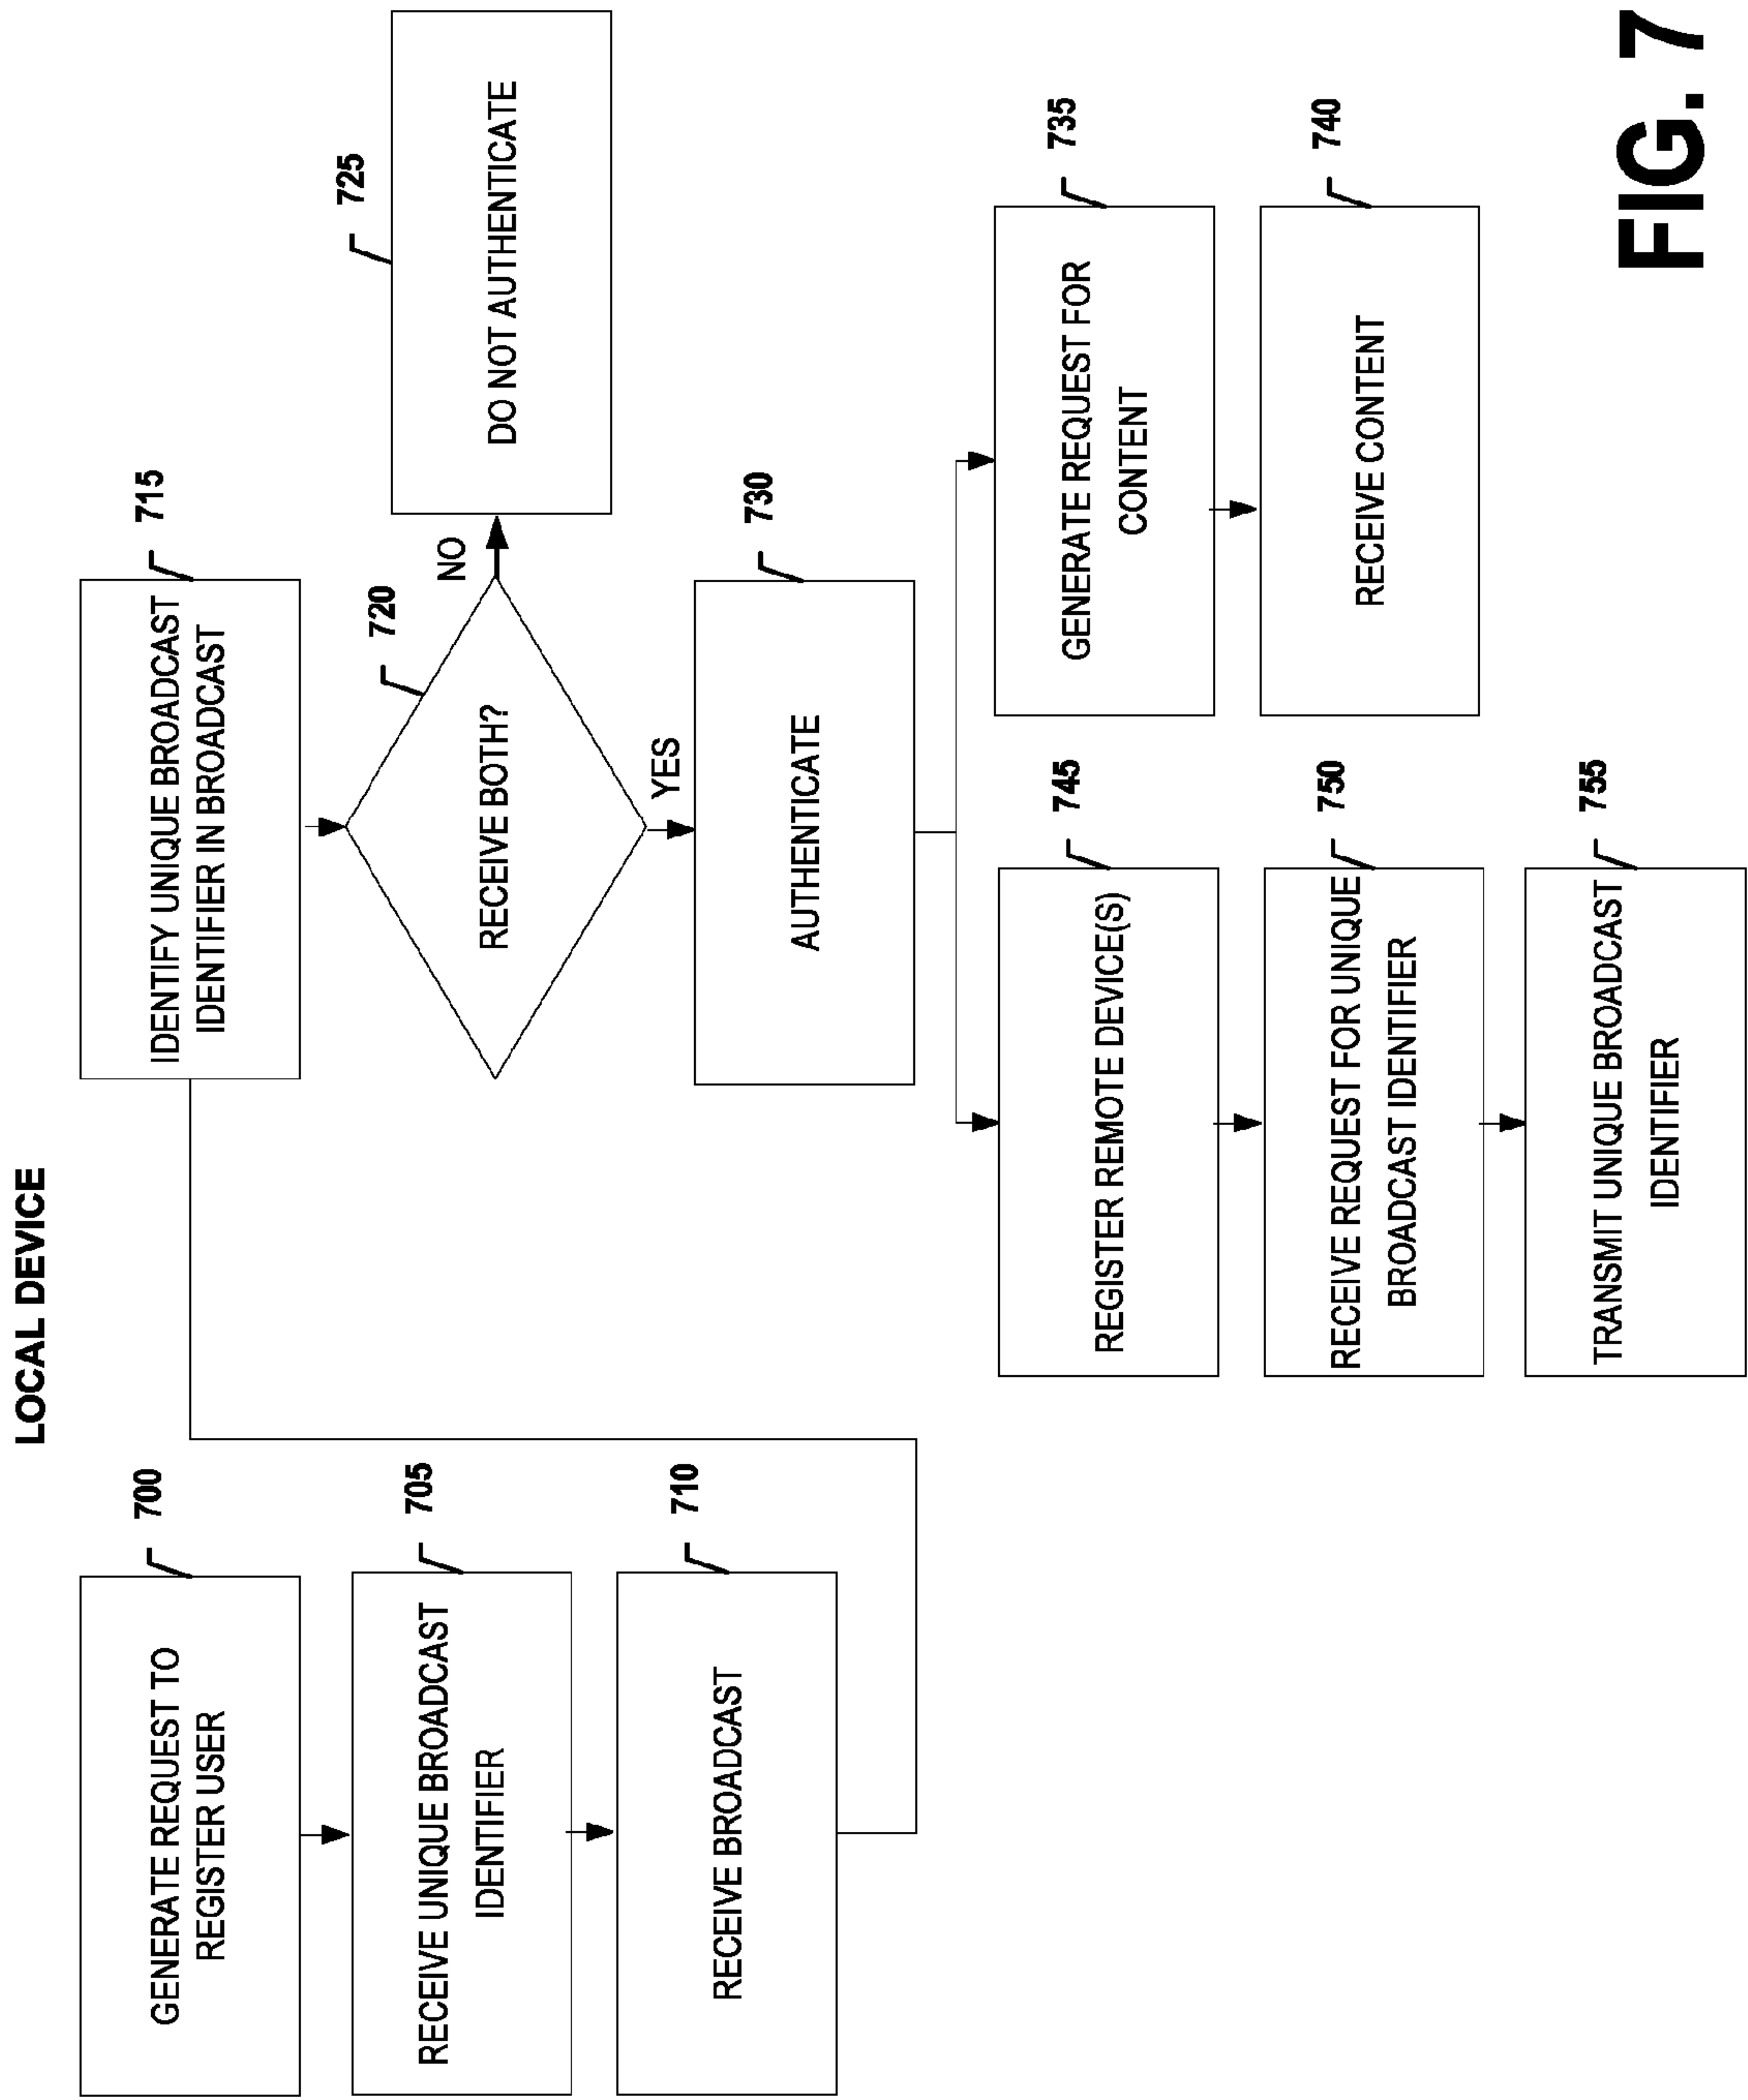 LOCAL DEVICE
700
GENERATE REQUEST TO
REGISTER USER
705
RECEIVE UNIQUE BROADCAST
IDENTIFIER
710
RECEIVE BROADCAST
715
IDENTIFY UNIQUE BROADCAST
IDENTIFIER IN BROADCAST
720
RECEIVE BOTH?
NO
725
DO NOT AUTHENTICATE
YES
730
AUTHENTICATE
745
REGISTER REMOTE DEVICE(S)
750
RECEIVE REQUEST FOR UNIQUE
BROADCAST IDENTIFIER
755
TRANSMIT UNIQUE BROADCAST
IDENTIFIER
735
GENERATE REQUEST FOR
CONTENT
740
RECEIVE CONTENT
FIG. 7